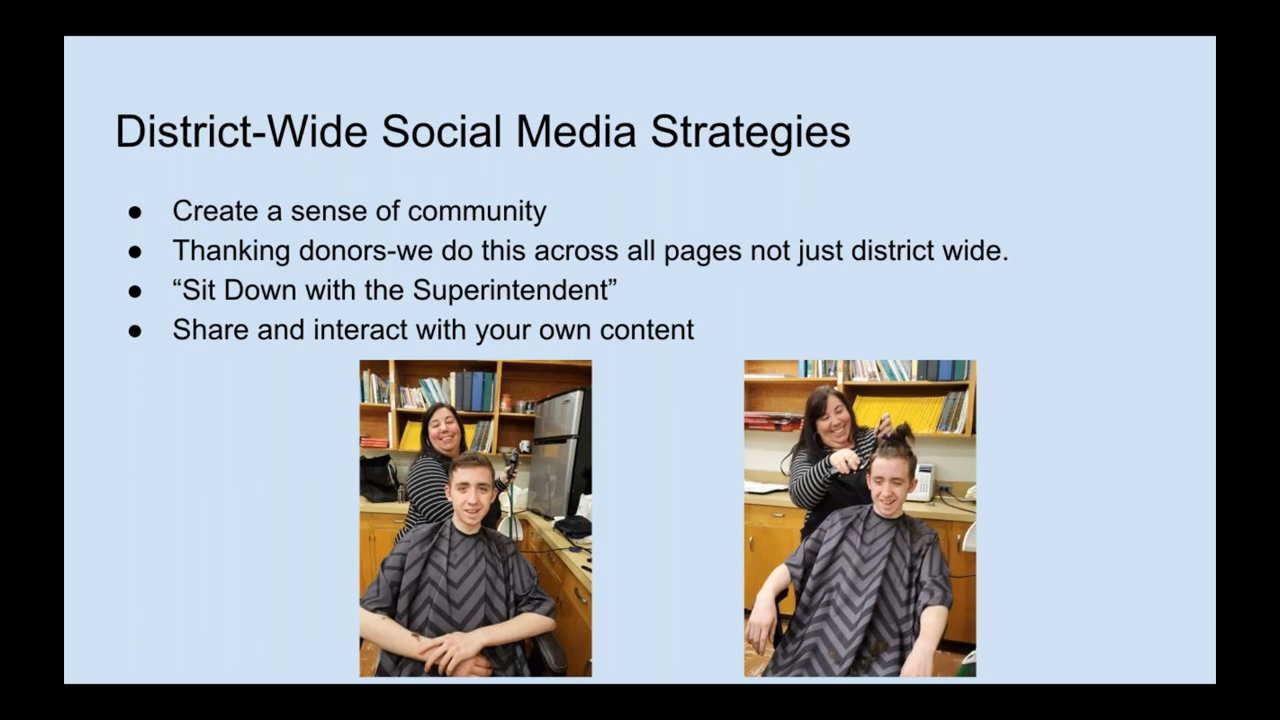 District-Wide Social Media Strategies
● Create a sense of community
● Thanking donors-we do this across all pages not just district wide.
● “Sit Down with the Superintendent”
● Share and interact with your own content